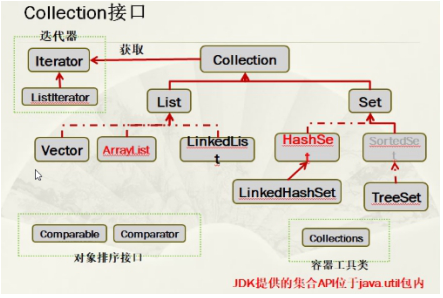 Collection接口
迭代器
Iterator
获取
Collection
ListIterator
List
Set
Vector
ArrayList
LinkedLis
t
HashSe
t
SortedSe
t
LinkedHashSet
TreeSet
Comparable
Comparator
对象排序接口
Collections
容器工具类
JDK提供的集合API位于java.util包内